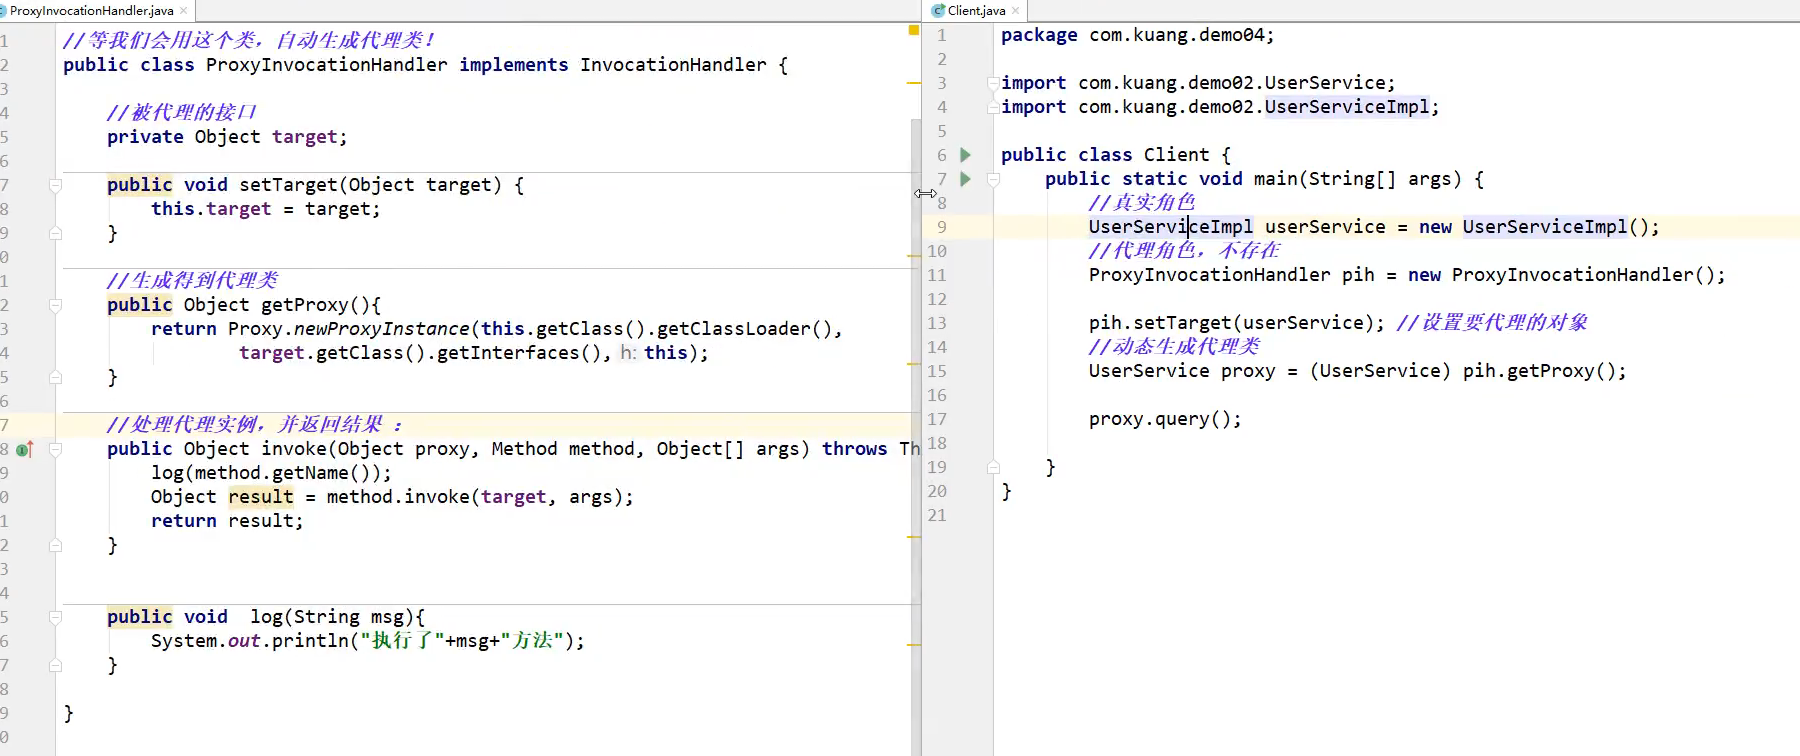 ProxyInvocationHandler.java ×
1 //等我们会用这个类，自动生成代理类！
2 public class ProxyInvocationHandler implements InvocationHandler {
3
4 //被代理的接口
5 private Object target;
6
7 public void setTarget(Object target) {
8 this.target = target;
9 }
0
1 //生成得到代理类
2 public Object getProxy(){
3 return Proxy.newProxyInstance(this.getClass().getClassLoader(),
4 target.getClass().getInterfaces(), h: this);
5 }
6
7 //处理代理实例，并返回结果 ：
8 public Object invoke(Object proxy, Method method, Object[] args) throws Th
9 log(method.getName());
0 Object result = method.invoke(target, args);
1 return result;
2 }
3
4
5 public void  log(String msg){
6 System.out.println("执行了"+msg+"方法");
7 }
8
9 }
0
Client.java ×
1 package com.kuang.demo04;
2
3 import com.kuang.demo02.UserService;
4 import com.kuang.demo02.UserServiceImpl;
5
6 public class Client {
7 public static void main(String[] args) {
8 //真实角色
9 UserServiceImpl userService = new UserServiceImpl();
10 //代理角色，不存在
11 ProxyInvocationHandler pih = new ProxyInvocationHandler();
12
13 pih.setTarget(userService); //设置要代理的对象
14 //动态生成代理类
15 UserService proxy = (UserService) pih.getProxy();
16
17 proxy.query();
18
19 }
20 }
21